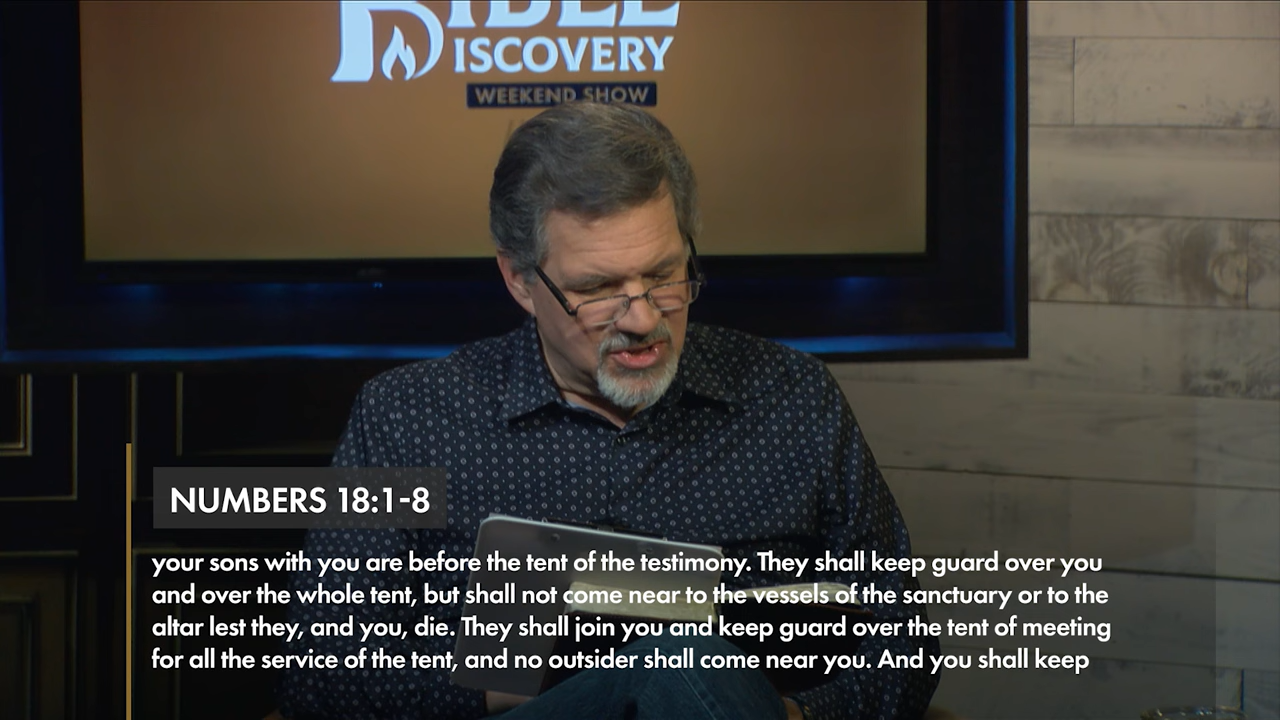 BIBLE
DISCOVERY
WEEKEND SHOW
NUMBERS 18:1-8
your sons with you are before the tent of the testimony. They shall keep guard over you
and over the whole tent, but shall not come near to the vessels of the sanctuary or to the
altar lest they, and you, die. They shall join you and keep guard over the tent of meeting
for all the service of the tent, and no outsider shall come near you. And you shall keep